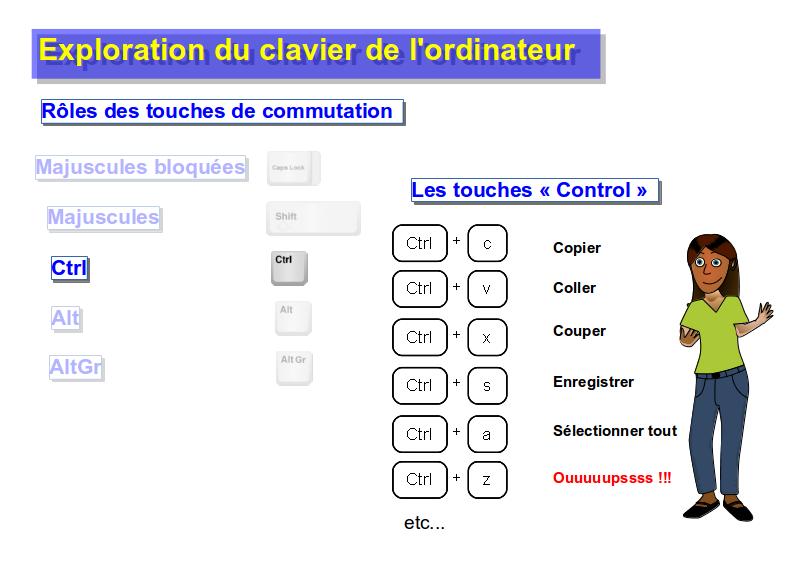 Exploration du clavier de l'ordinateur
Rôles des touches de commutation
Majuscules bloquées Caps Lock
Majuscules Shift
Ctrl Ctrl
Alt Alt
AltGr Alt Gr
Les touches « Control »
Ctrl + c Copier
Ctrl + v Coller
Ctrl + x Couper
Ctrl + s Enregistrer
Ctrl + a Sélectionner tout
Ctrl + z Ouuuuupssss !!!
etc...